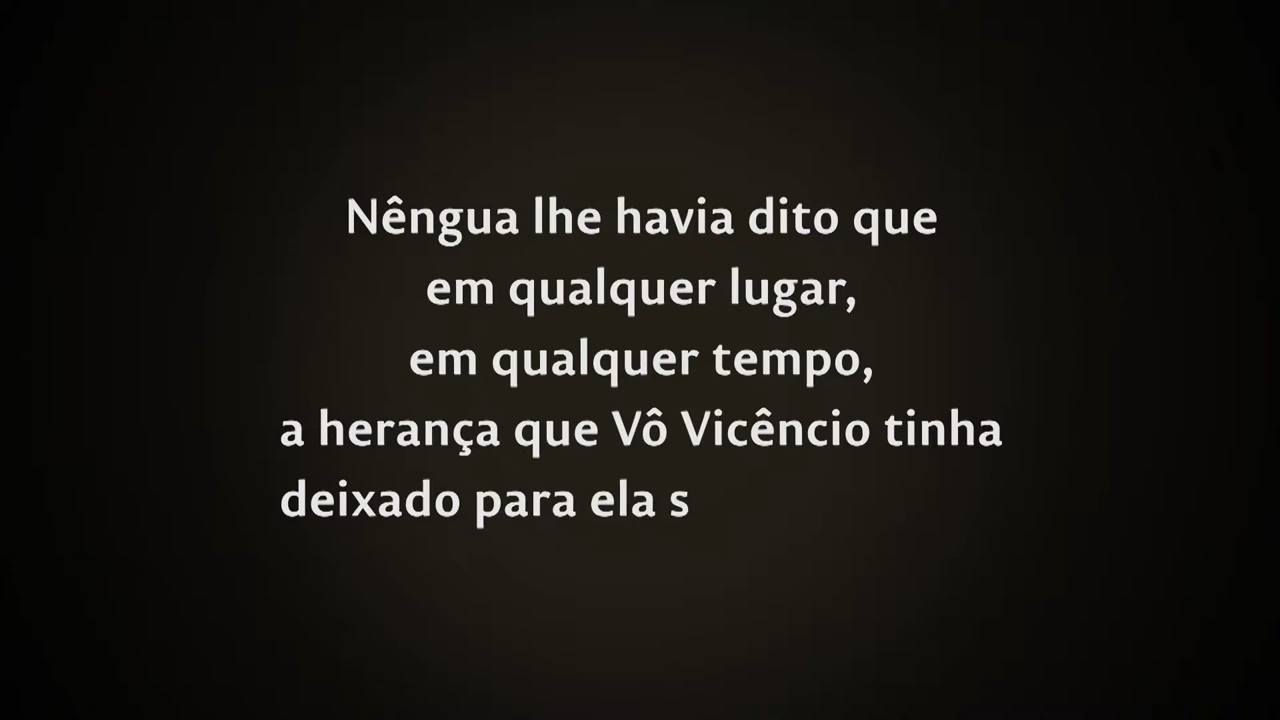 Nêngua lhe havia dito que
em qualquer lugar,
em qualquer tempo,
a herança que Vô Vicêncio tinha
deixado para ela s